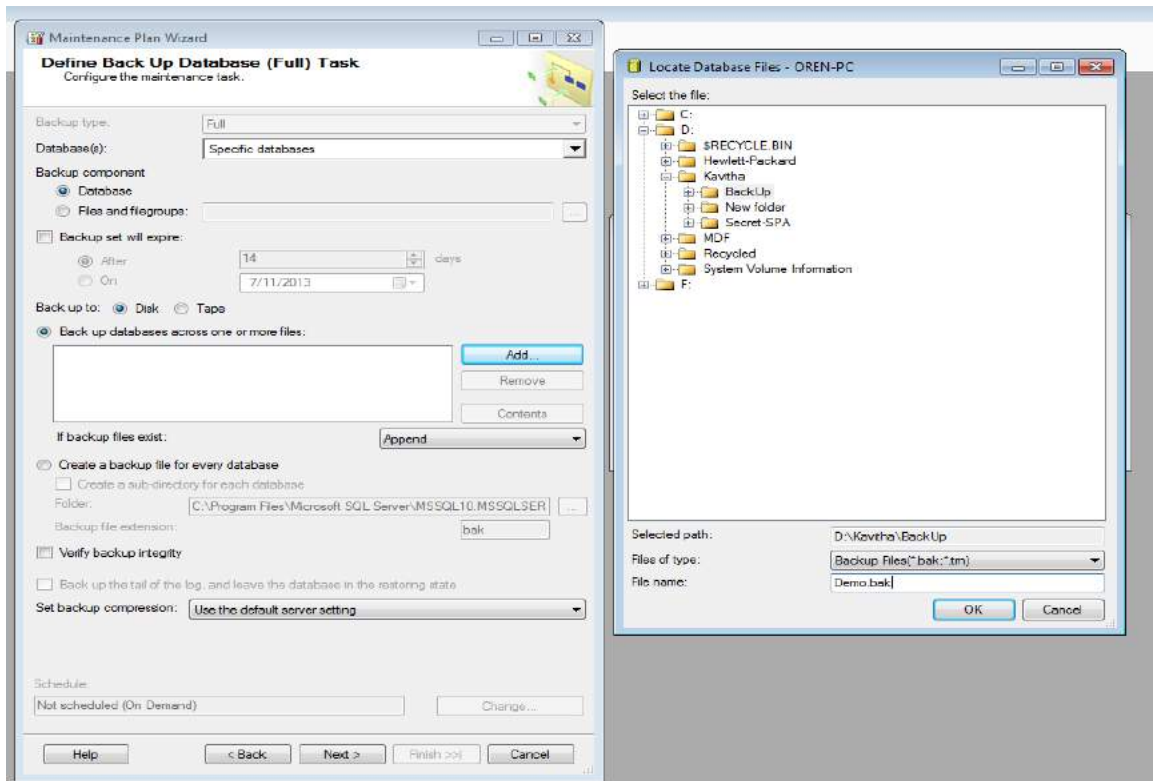 Maintenance Plan Wizard
Define Back Up Database (Full) Task
Configure the maintenance task.
Backup type: Full
Database(s): Specific databases
Backup component
Database
Files and filegroups: ...
Backup set will expire:
After 14 days
On 7/11/2013
Back up to: Disk Tape
Back up databases across one or more files:
Add...
Remove
Contents
If backup files exist: Append
Create a backup file for every database
Create a sub-directory for each database
Folder: C:\Program Files\Microsoft SQL Server\MSSQL10.MSSQLSER ...
Backup file extension: bak
Verify backup integrity
Back up the tail of the log, and leave the database in the restoring state
Set backup compression: Use the default server setting
Schedule:
Not scheduled (On Demand) Change...
Help < Back Next > Finish >>| Cancel
Locate Database Files - OREN-PC
Select the file:
C:
D:
$RECYCLE.BIN
Hewlett-Packard
Kavitha
BackUp
New folder
Secret-SPA
MDF
Recycled
System Volume Information
F:
Selected path: D:\Kavitha\BackUp
Files of type: Backup Files(*.bak;*.trn)
File name: Demo.bak
OK Cancel